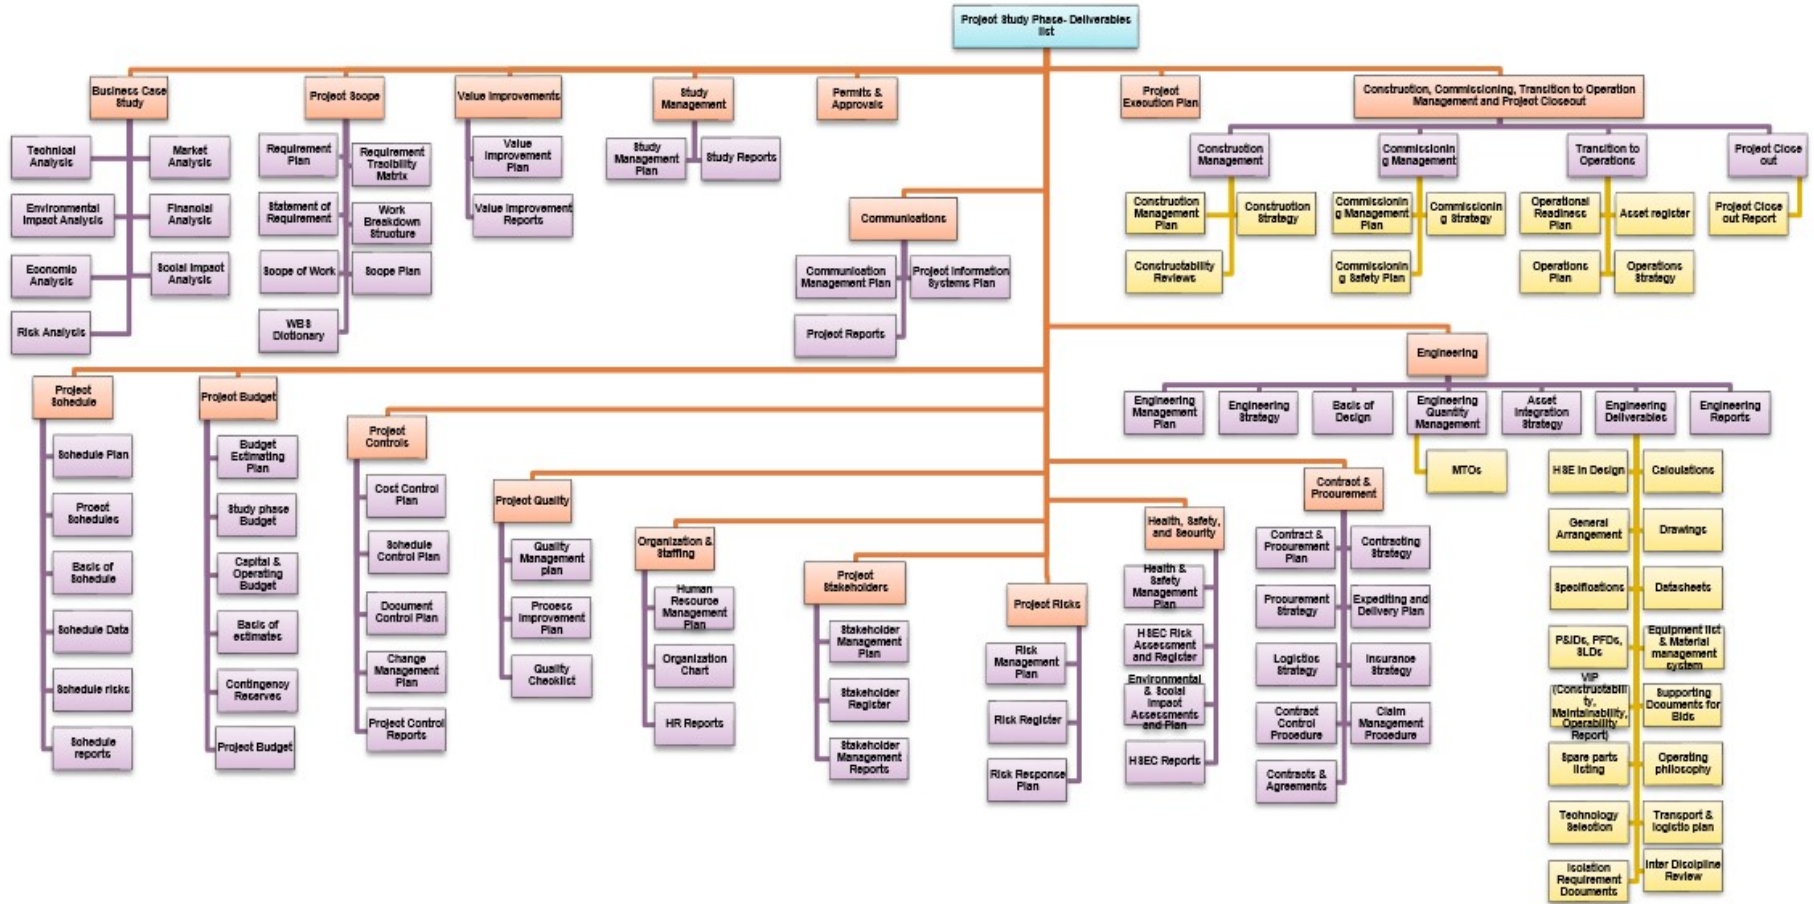 Project Study Phase- Deliverables
list
Business Case
Study
Technical
Analysis
Market
Analysis
Environmental
Impact Analysis
Financial
Analysis
Economic
Analysis
Social Impact
Analysis
Risk Analysis
Project Scope
Requirement
Plan
Requirement
Tracibility
Matrix
Statement of
Requirement
Work
Breakdown
Structure
Scope of Work
Scope Plan
WBS
Dictionary
Value Improvements
Value
Improvement
Plan
Value Improvement
Reports
Study
Management
Study
Management
Plan
Study Reports
Permits &
Approvals
Communications
Communication
Management Plan
Project Information
Systems Plan
Project Reports
Project
Execution Plan
Construction, Commissioning, Transition to Operation
Management and Project Closeout
Construction
Management
Construction
Management
Plan
Construction
Strategy
Constructability
Reviews
Commissionin
g Management
Commissionin
g Management
Plan
Commissionin
g Strategy
Commissionin
g Safety Plan
Transition to
Operations
Operational
Readiness Plan
Asset register
Operations
Plan
Operations
Strategy
Project Close
out
Project Close
out Report
Engineering
Engineering
Management
Plan
Engineering
Strategy
Basis of
Design
Engineering
Quantity
Management
MTOs
Asset
Integration
Strategy
Engineering
Deliverables
Engineering
Reports
HSE in Design
Calculations
General
Arrangement
Drawings
Specifications
Datasheets
P&IDs, PFDs,
SLDs
Equipment list
& Material
management
system
VIP
(Constructabili
ty,
Maintainability,
Operability
Report)
Supporting
Documents for
Bids
Spare parts
listing
Operating
philosophy
Technology
Selection
Transport &
logistic plan
Isolation
Requirement
Documents
Inter Discipline
Review
Project
Schedule
Schedule Plan
Proect
Schedules
Basis of
Schedule
Schedule Data
Schedule risks
Schedule
reports
Project Budget
Budget
Estimating
Plan
Study phase
Budget
Capital &
Operating
Budget
Basis of
estimates
Contingency
Reserves
Project Budget
Project
Controls
Cost Control
Plan
Schedule
Control Plan
Document
Control Plan
Change
Management
Plan
Project Control
Reports
Project Quality
Quality
Management
plan
Process
Improvement
Plan
Quality
Checklist
Organization &
Staffing
Human
Resource
Management
Plan
Organization
Chart
HR Reports
Project
Stakeholders
Stakeholder
Management
Plan
Stakeholder
Register
Stakeholder
Management
Reports
Project Risks
Risk
Management
Plan
Risk Register
Risk Response
Plan
Health, Safety,
and Security
Health &
Safety
Management
Plan
HSEC Risk
Assessment
and Register
Environmental
& Social
Impact
Assessments
and Plan
HSEC Reports
Contract &
Procurement
Contract &
Procurement
Plan
Contracting
Strategy
Procurement
Strategy
Expediting and
Delivery Plan
Logistics
Strategy
Insurance
Strategy
Contract
Control
Procedure
Claim
Management
Procedure
Contracts &
Agreements